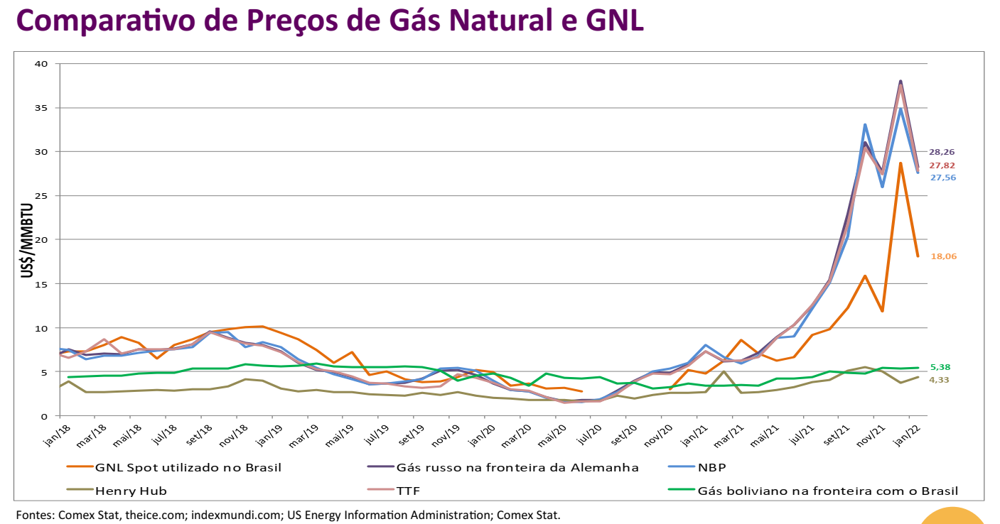 Comparativo de Preços de Gás Natural e GNL
40
35
30
25
20
15
10
5
0
US$/MMBTU
28,26
27,82
27,56
18,06
5,38
4,33
jan/18 mar/18 mai/18 jul/18 set/18 nov/18 jan/19 mar/19 mai/19 jul/19 set/19 nov/19 jan/20 mar/20 mai/20 jul/20 set/20 nov/20 jan/21 mar/21 mai/21 jul/21 set/21 nov/21 jan/22
GNL Spot utilizado no Brasil Gás russo na fronteira da Alemanha NBP
Henry Hub TTF Gás boliviano na fronteira com o Brasil
Fontes: Comex Stat, theice.com; indexmundi.com; US Energy Information Administration; Comex Stat.